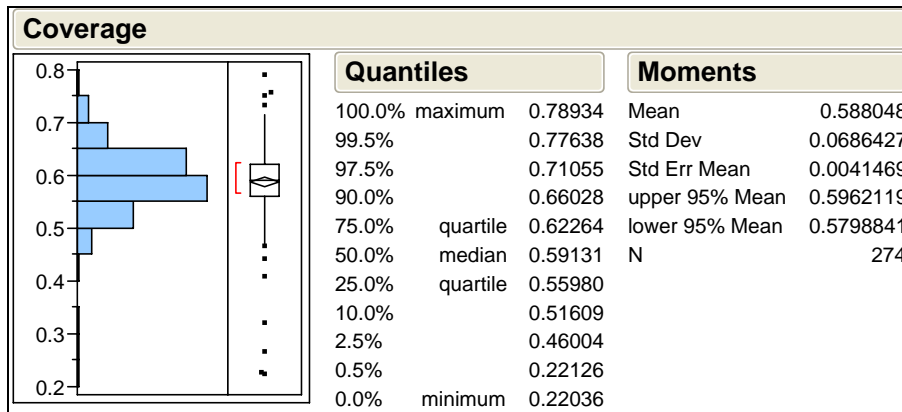 Coverage
0.8
0.7
0.6
0.5
0.4
0.3
0.2
Quantiles
100.0% maximum 0.78934
99.5% 0.77638
97.5% 0.71055
90.0% 0.66028
75.0% quartile 0.62264
50.0% median 0.59131
25.0% quartile 0.55980
10.0% 0.51609
2.5% 0.46004
0.5% 0.22126
0.0% minimum 0.22036
Moments
Mean 0.588048
Std Dev 0.0686427
Std Err Mean 0.0041469
upper 95% Mean 0.5962119
lower 95% Mean 0.5798841
N 274